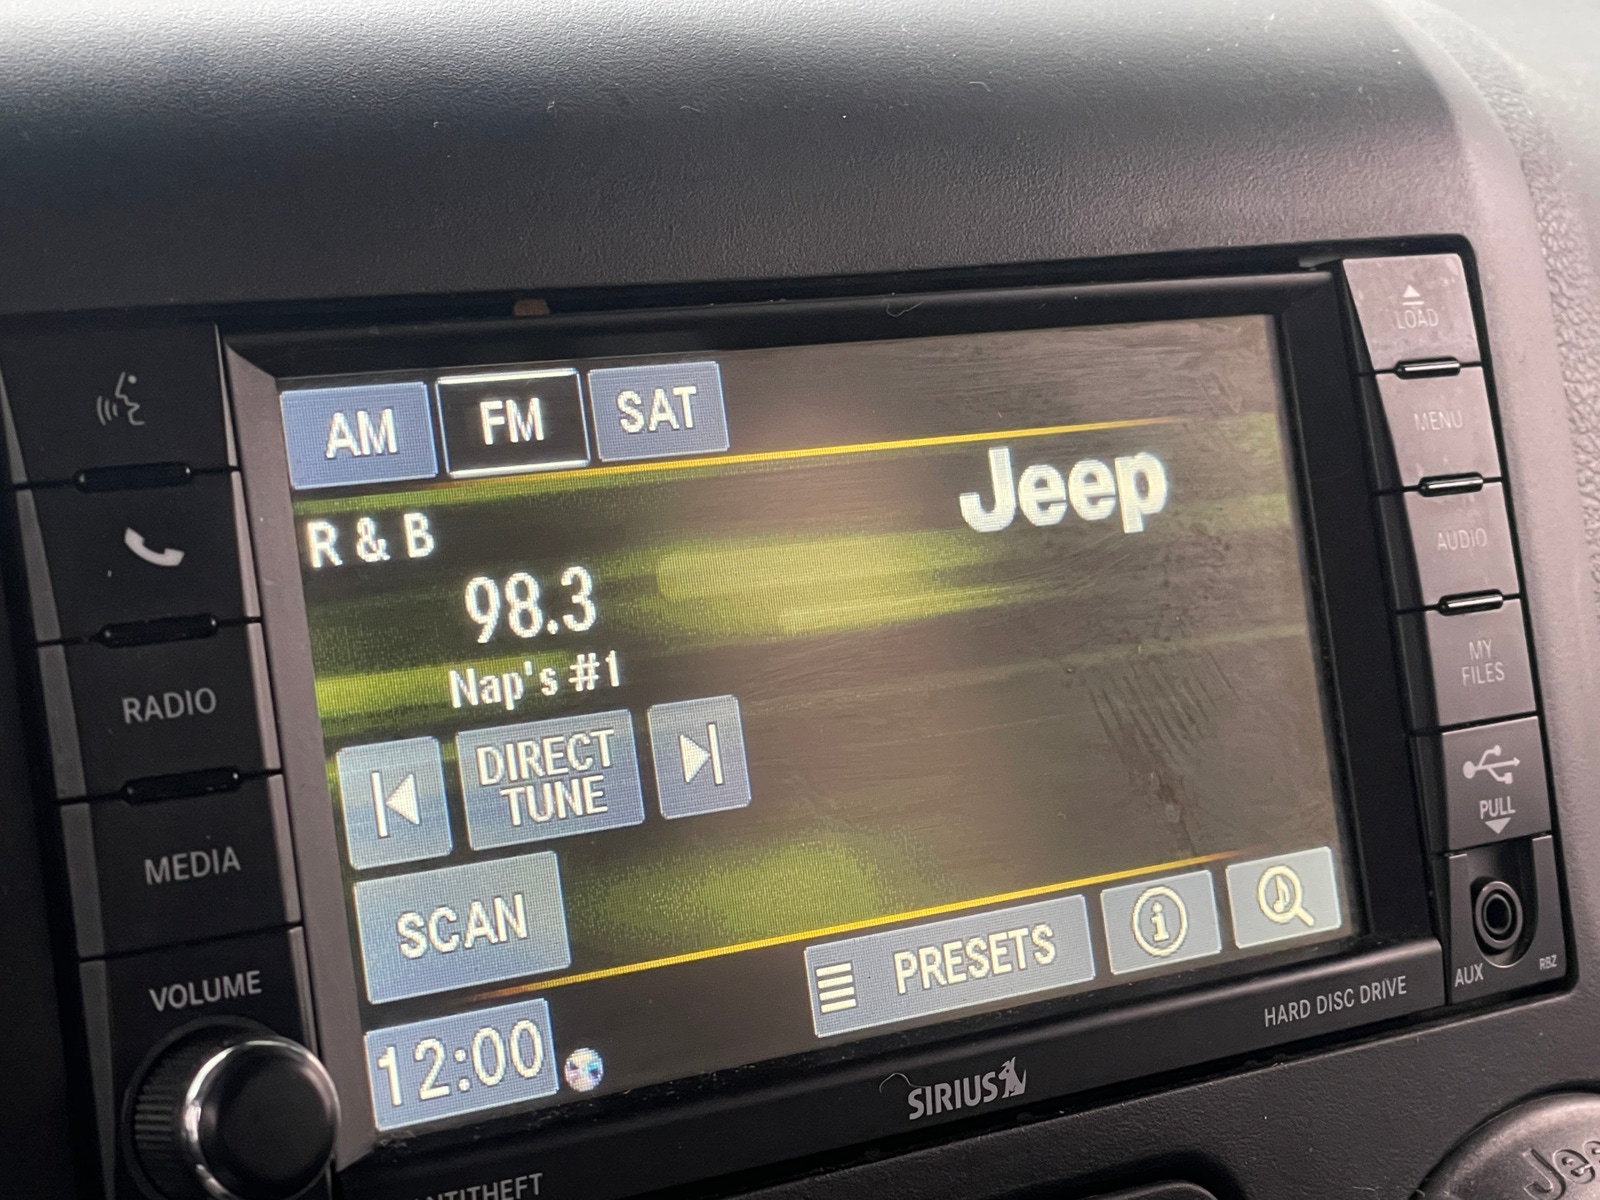 AM FM SAT
Jeep
R & B
98.3
Nap's #1
DIRECT
TUNE
SCAN
PRESETS
12:00
RADIO
MEDIA
VOLUME
LOAD
MENU
AUDIO
MY
FILES
PULL
AUX
RBZ
HARD DISC DRIVE
SIRIUS